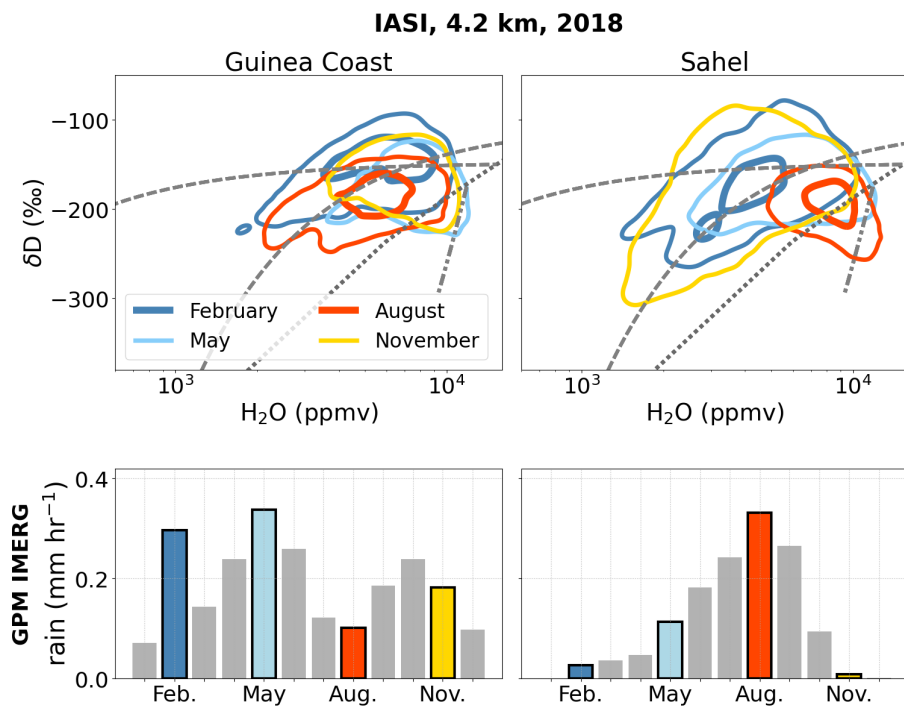 IASI, 4.2 km, 2018
Guinea Coast
Sahel
δD (‰)
−100
−200
−300
February
May
August
November
10³
10⁴
10³
10⁴
H₂O (ppmv)
H₂O (ppmv)
GPM IMERG
rain (mm hr⁻¹)
0.4
0.2
0.0
Feb.
May
Aug.
Nov.
Feb.
May
Aug.
Nov.